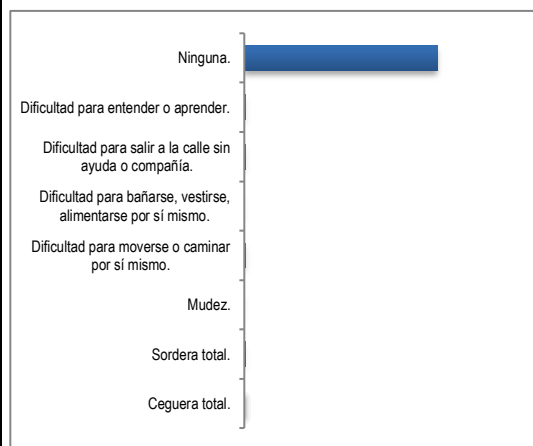 Ninguna.
Dificultad para entender o aprender.
Dificultad para salir a la calle sin
ayuda o compañía.
Dificultad para bañarse, vestirse,
alimentarse por sí mismo.
Dificultad para moverse o caminar
por sí mismo.
Mudez.
Sordera total.
Ceguera total.